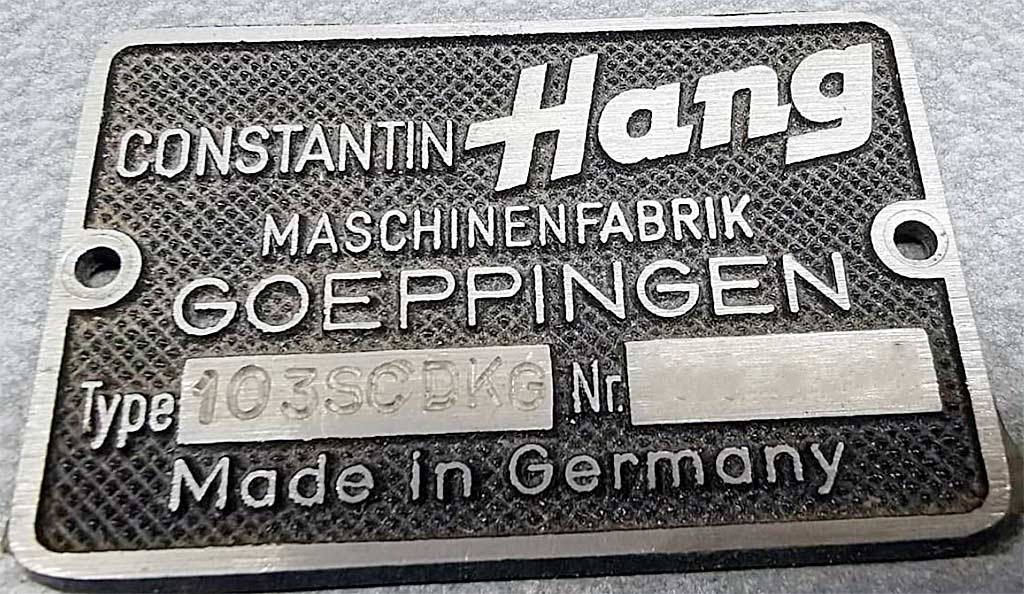 CONSTANTIN Hang
MASCHINENFABRIK
GOEPPINGEN
Type 103SCDKG Nr.
Made in Germany